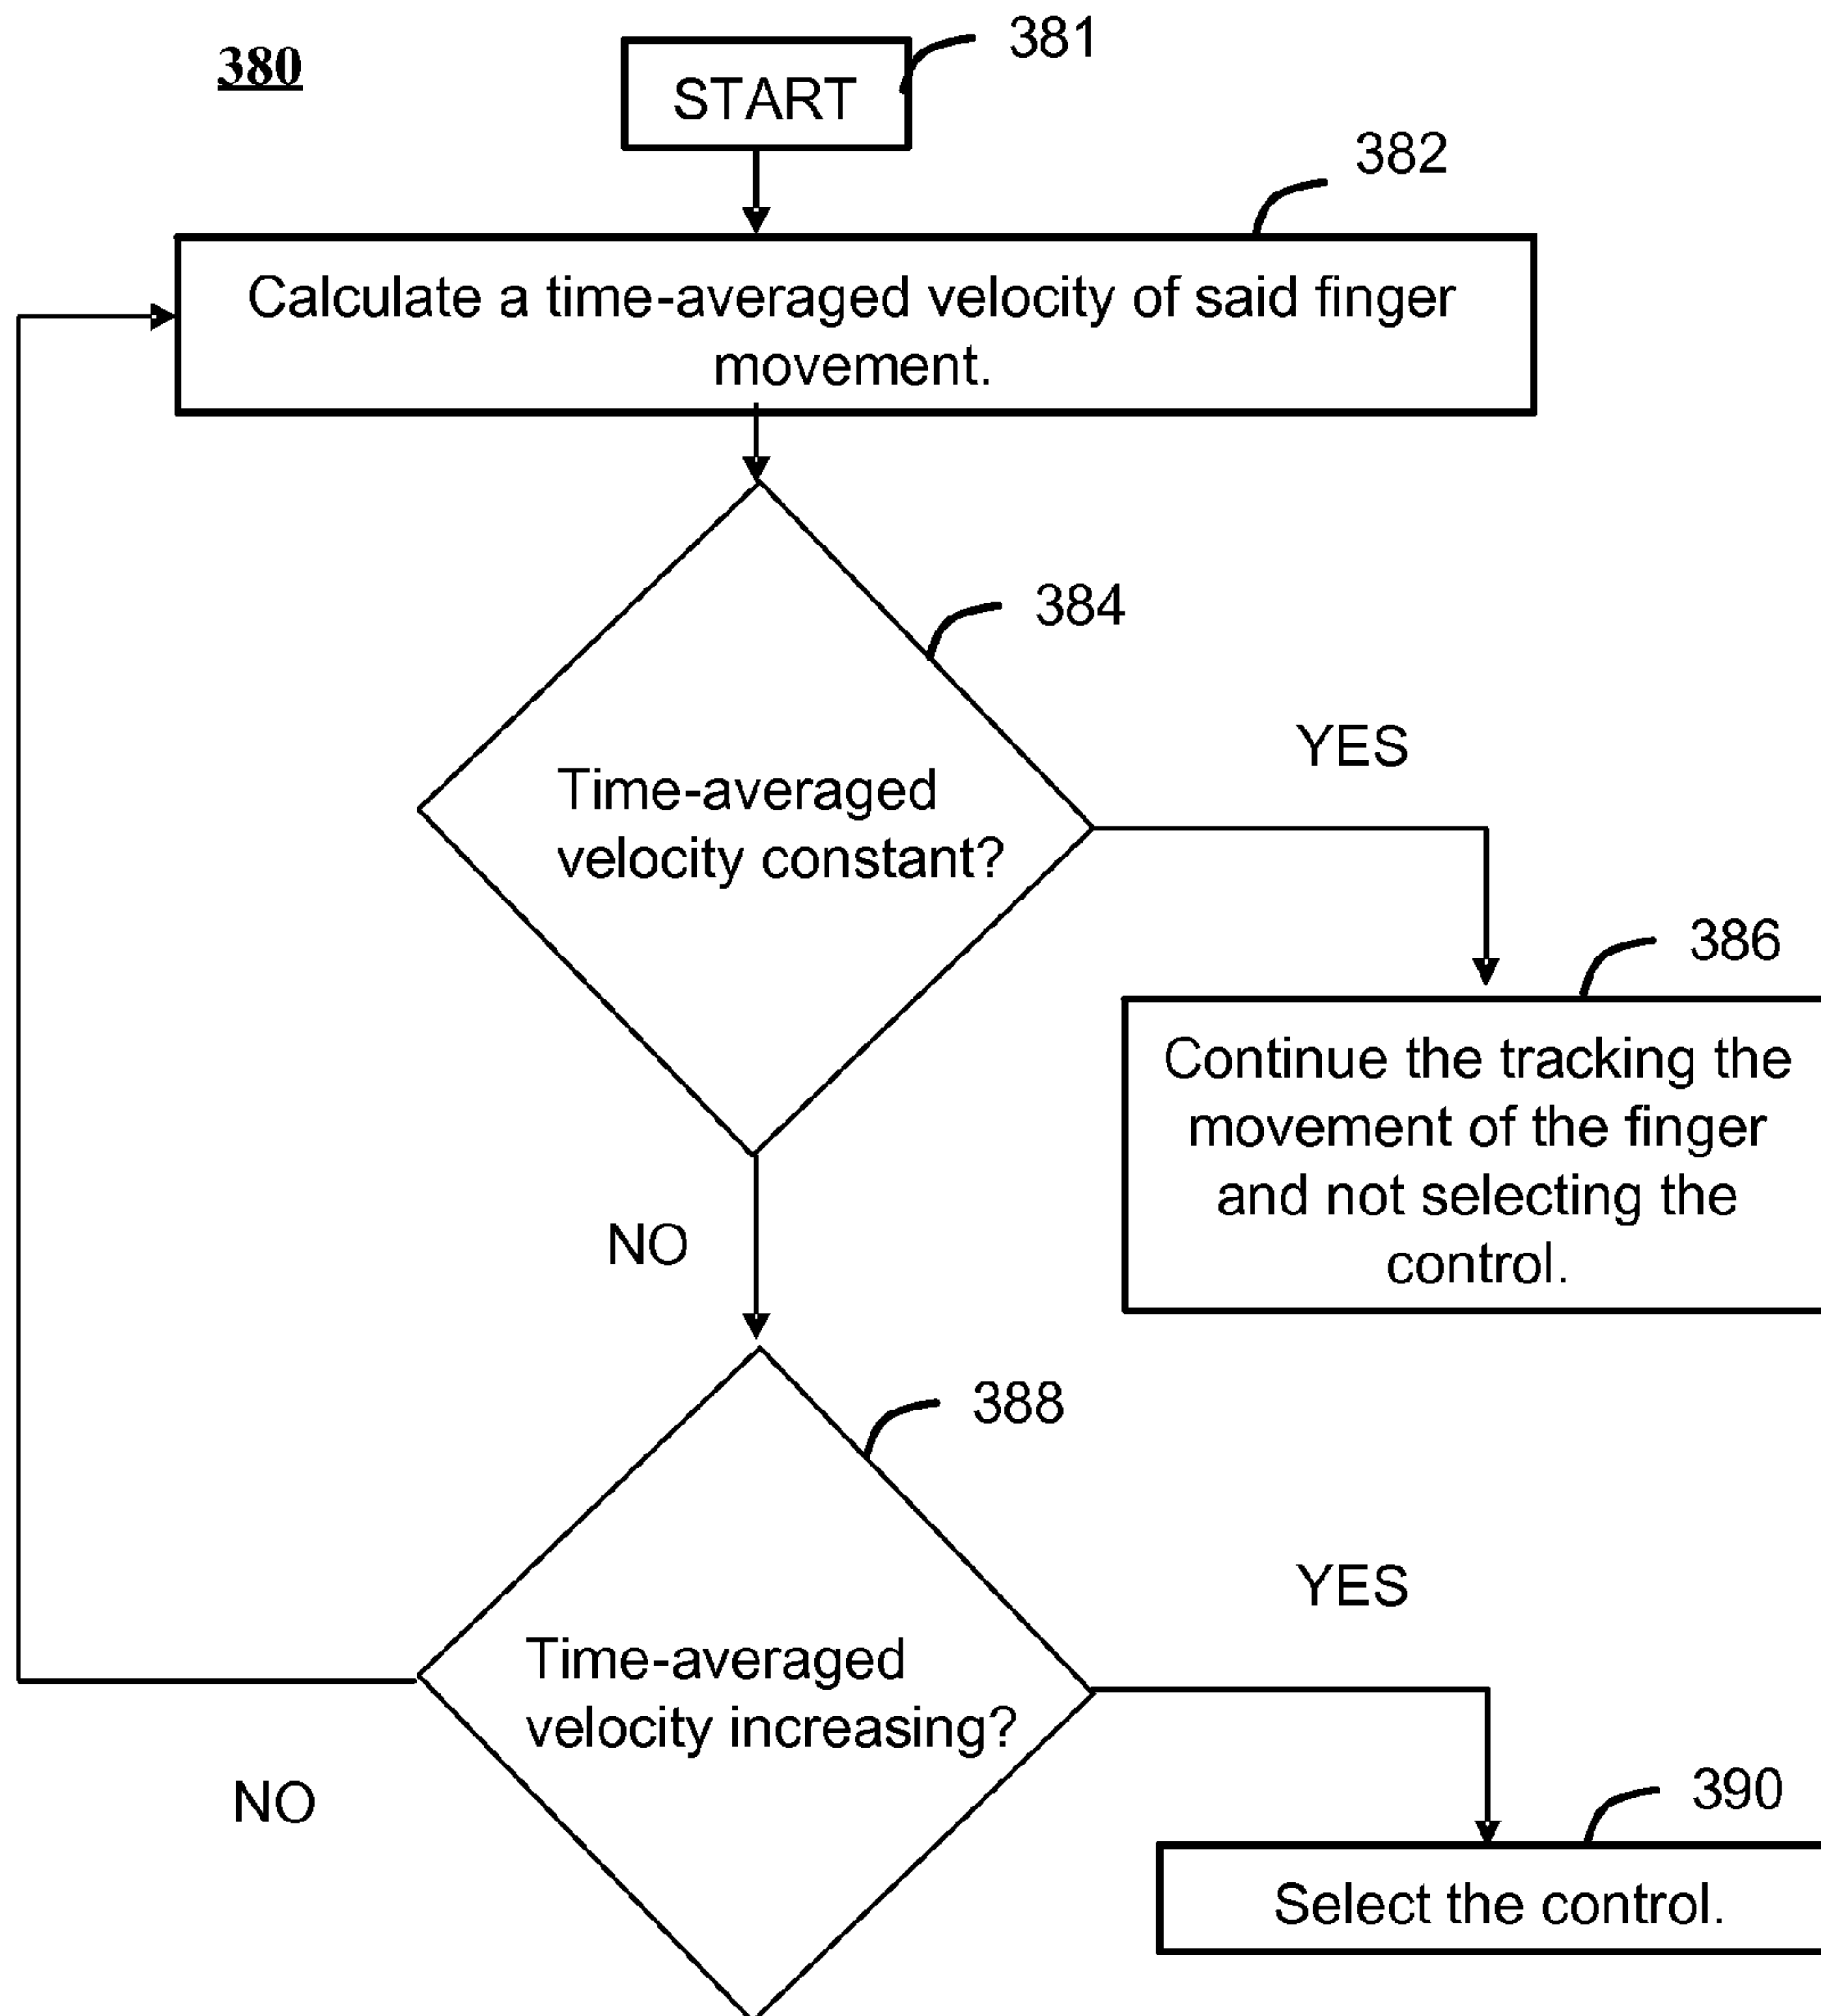 380
START
381
382
Calculate a time-averaged velocity of said finger
movement.
384
Time-averaged
velocity constant?
YES
386
Continue the tracking the
movement of the finger
and not selecting the
control.
NO
388
Time-averaged
velocity increasing?
YES
NO
390
Select the control.